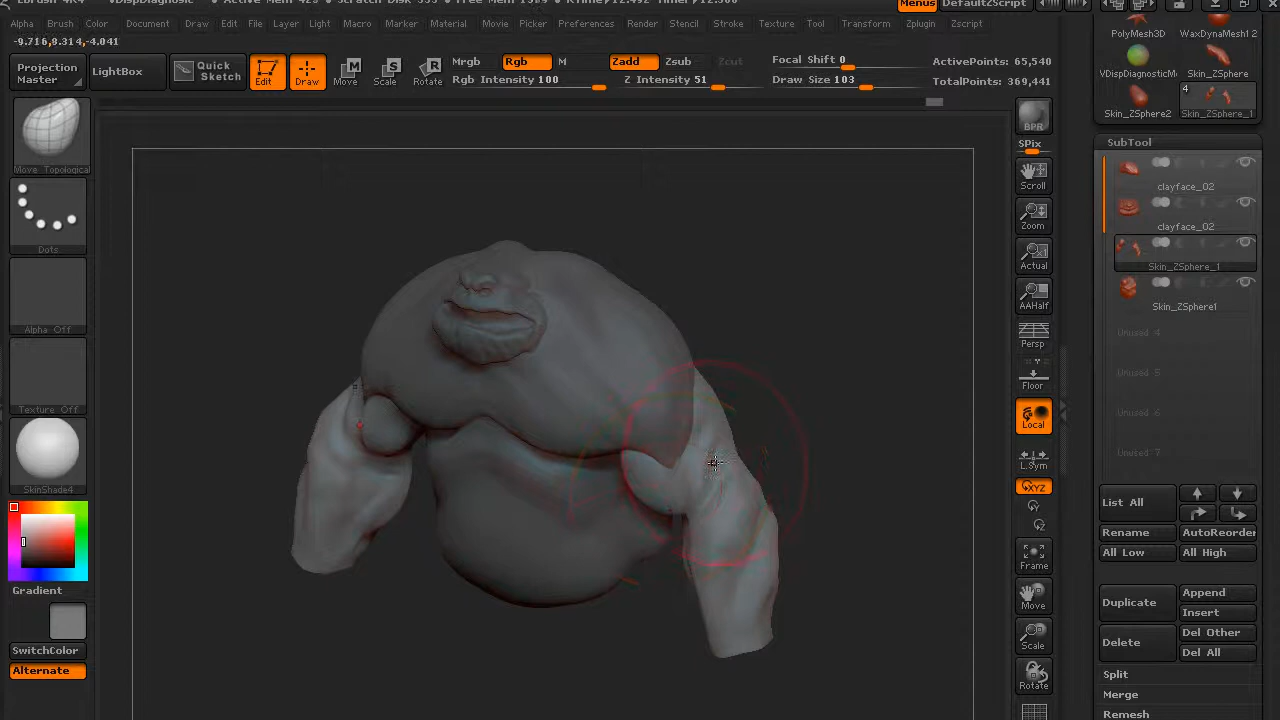 Menus
DefaultZScript
Alpha Brush Color Document Draw Edit File Layer Light Macro Marker Material Movie Picker Preferences Render Stencil Stroke Texture Tool Transform Zplugin Zscript
-9.716,8.314,-4.041
Projection Master
LightBox
Quick Sketch
Edit
Draw
Move
Scale
Rotate
Mrgb Rgb M
Rgb Intensity 100
Zadd Zsub Zcut
Z Intensity 51
Focal Shift 0
Draw Size 103
ActivePoints: 65,540
TotalPoints: 369,441
Move Topological
Dots
Alpha Off
Texture Off
SkinShade4
Gradient
SwitchColor
Alternate
BPR
SPix
Scroll
Zoom
Actual
AAHalf
Persp
Floor
Local
L.Sym
XYZ
Frame
Move
Scale
Rotate
PolyMesh3D
Skin_ZSphere
4
Skin_ZSphere2
Skin_ZSphere_1
SubTool
clayface_02
clayface_02
Skin_ZSphere_1
Skin_ZSphere1
Unused 4
Unused 5
Unused 6
Unused 7
List All
Rename
AutoReorder
All Low
All High
Duplicate
Append
Insert
Delete
Del Other
Del All
Split
Merge
Remesh